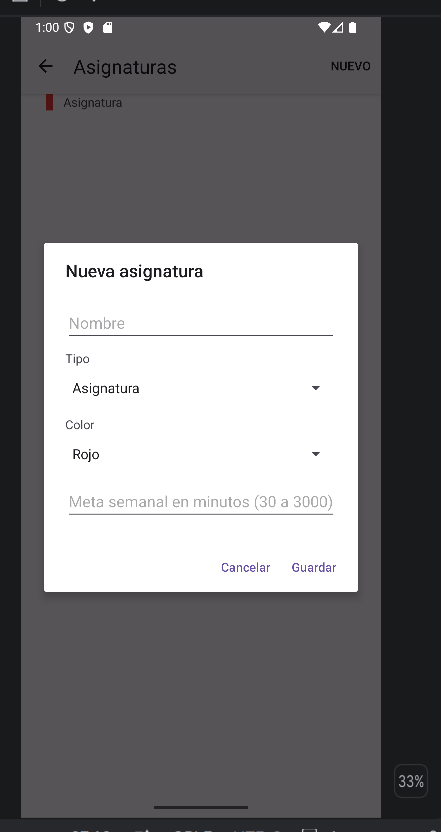 1:00
Asignaturas
NUEVO
Asignatura
Nueva asignatura
Nombre
Tipo
Asignatura
Color
Rojo
Meta semanal en minutos (30 a 3000)
Cancelar
Guardar
33%